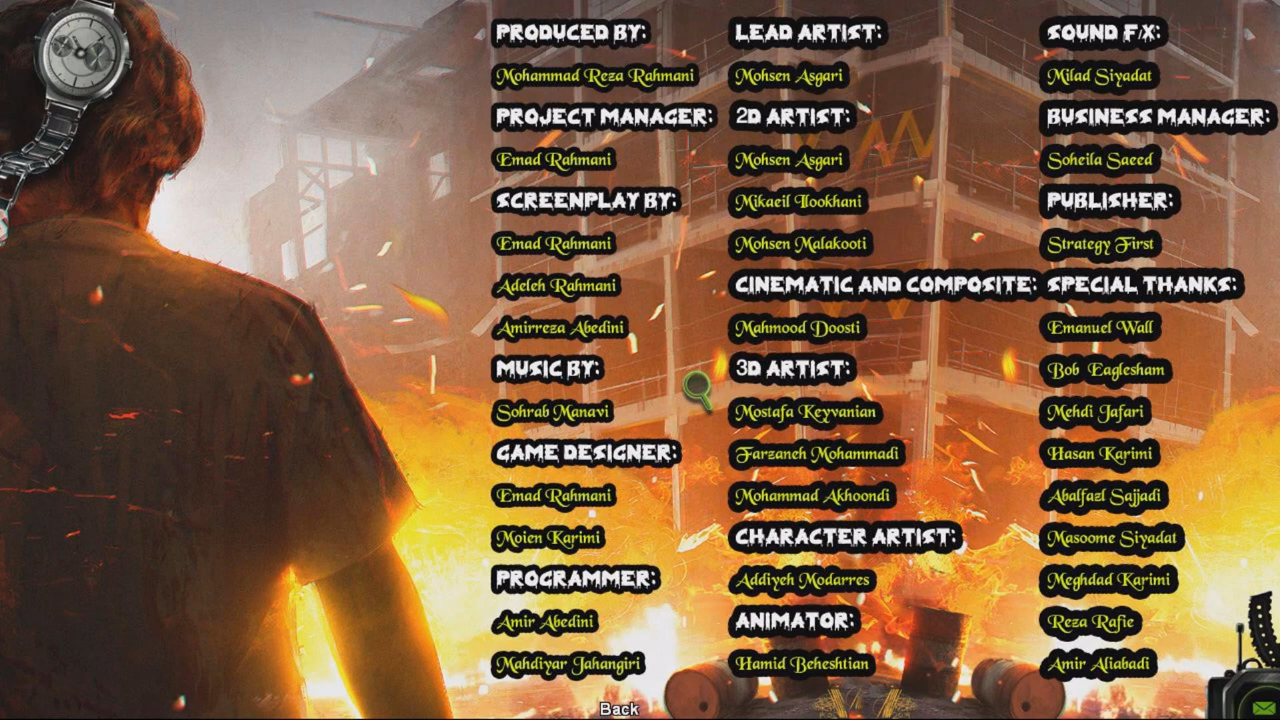 PRODUCED BY:
Mohammad Reza Rahmani
PROJECT MANAGER:
Emad Rahmani
SCREENPLAY BY:
Emad Rahmani
Adeleh Rahmani
Amirreza Abedini
MUSIC BY:
Sohrab Manavi
GAME DESIGNER:
Emad Rahmani
Moien Karimi
PROGRAMMER:
Amir Abedini
Mahdiyar Jahangiri
LEAD ARTIST:
Mohsen Asgari
2D ARTIST:
Mohsen Asgari
Mikaeil Ilookhani
Mohsen Malakooti
CINEMATIC AND COMPOSITE:
Mahmood Doosti
3D ARTIST:
Mostafa Keyvanian
Farzaneh Mohammadi
Mohammad Akhoondi
CHARACTER ARTIST:
Addiyeh Modarres
ANIMATOR:
Hamid Beheshtian
SOUND F/X:
Milad Siyadat
BUSINESS MANAGER:
Soheila Saeed
PUBLISHER:
Strategy First
SPECIAL THANKS:
Emanuel Wall
Bob Eaglesham
Mehdi Jafari
Hasan Karimi
Abalfazl Sajjadi
Masoome Siyadat
Meghdad Karimi
Reza Rafie
Amir Aliabadi
Back